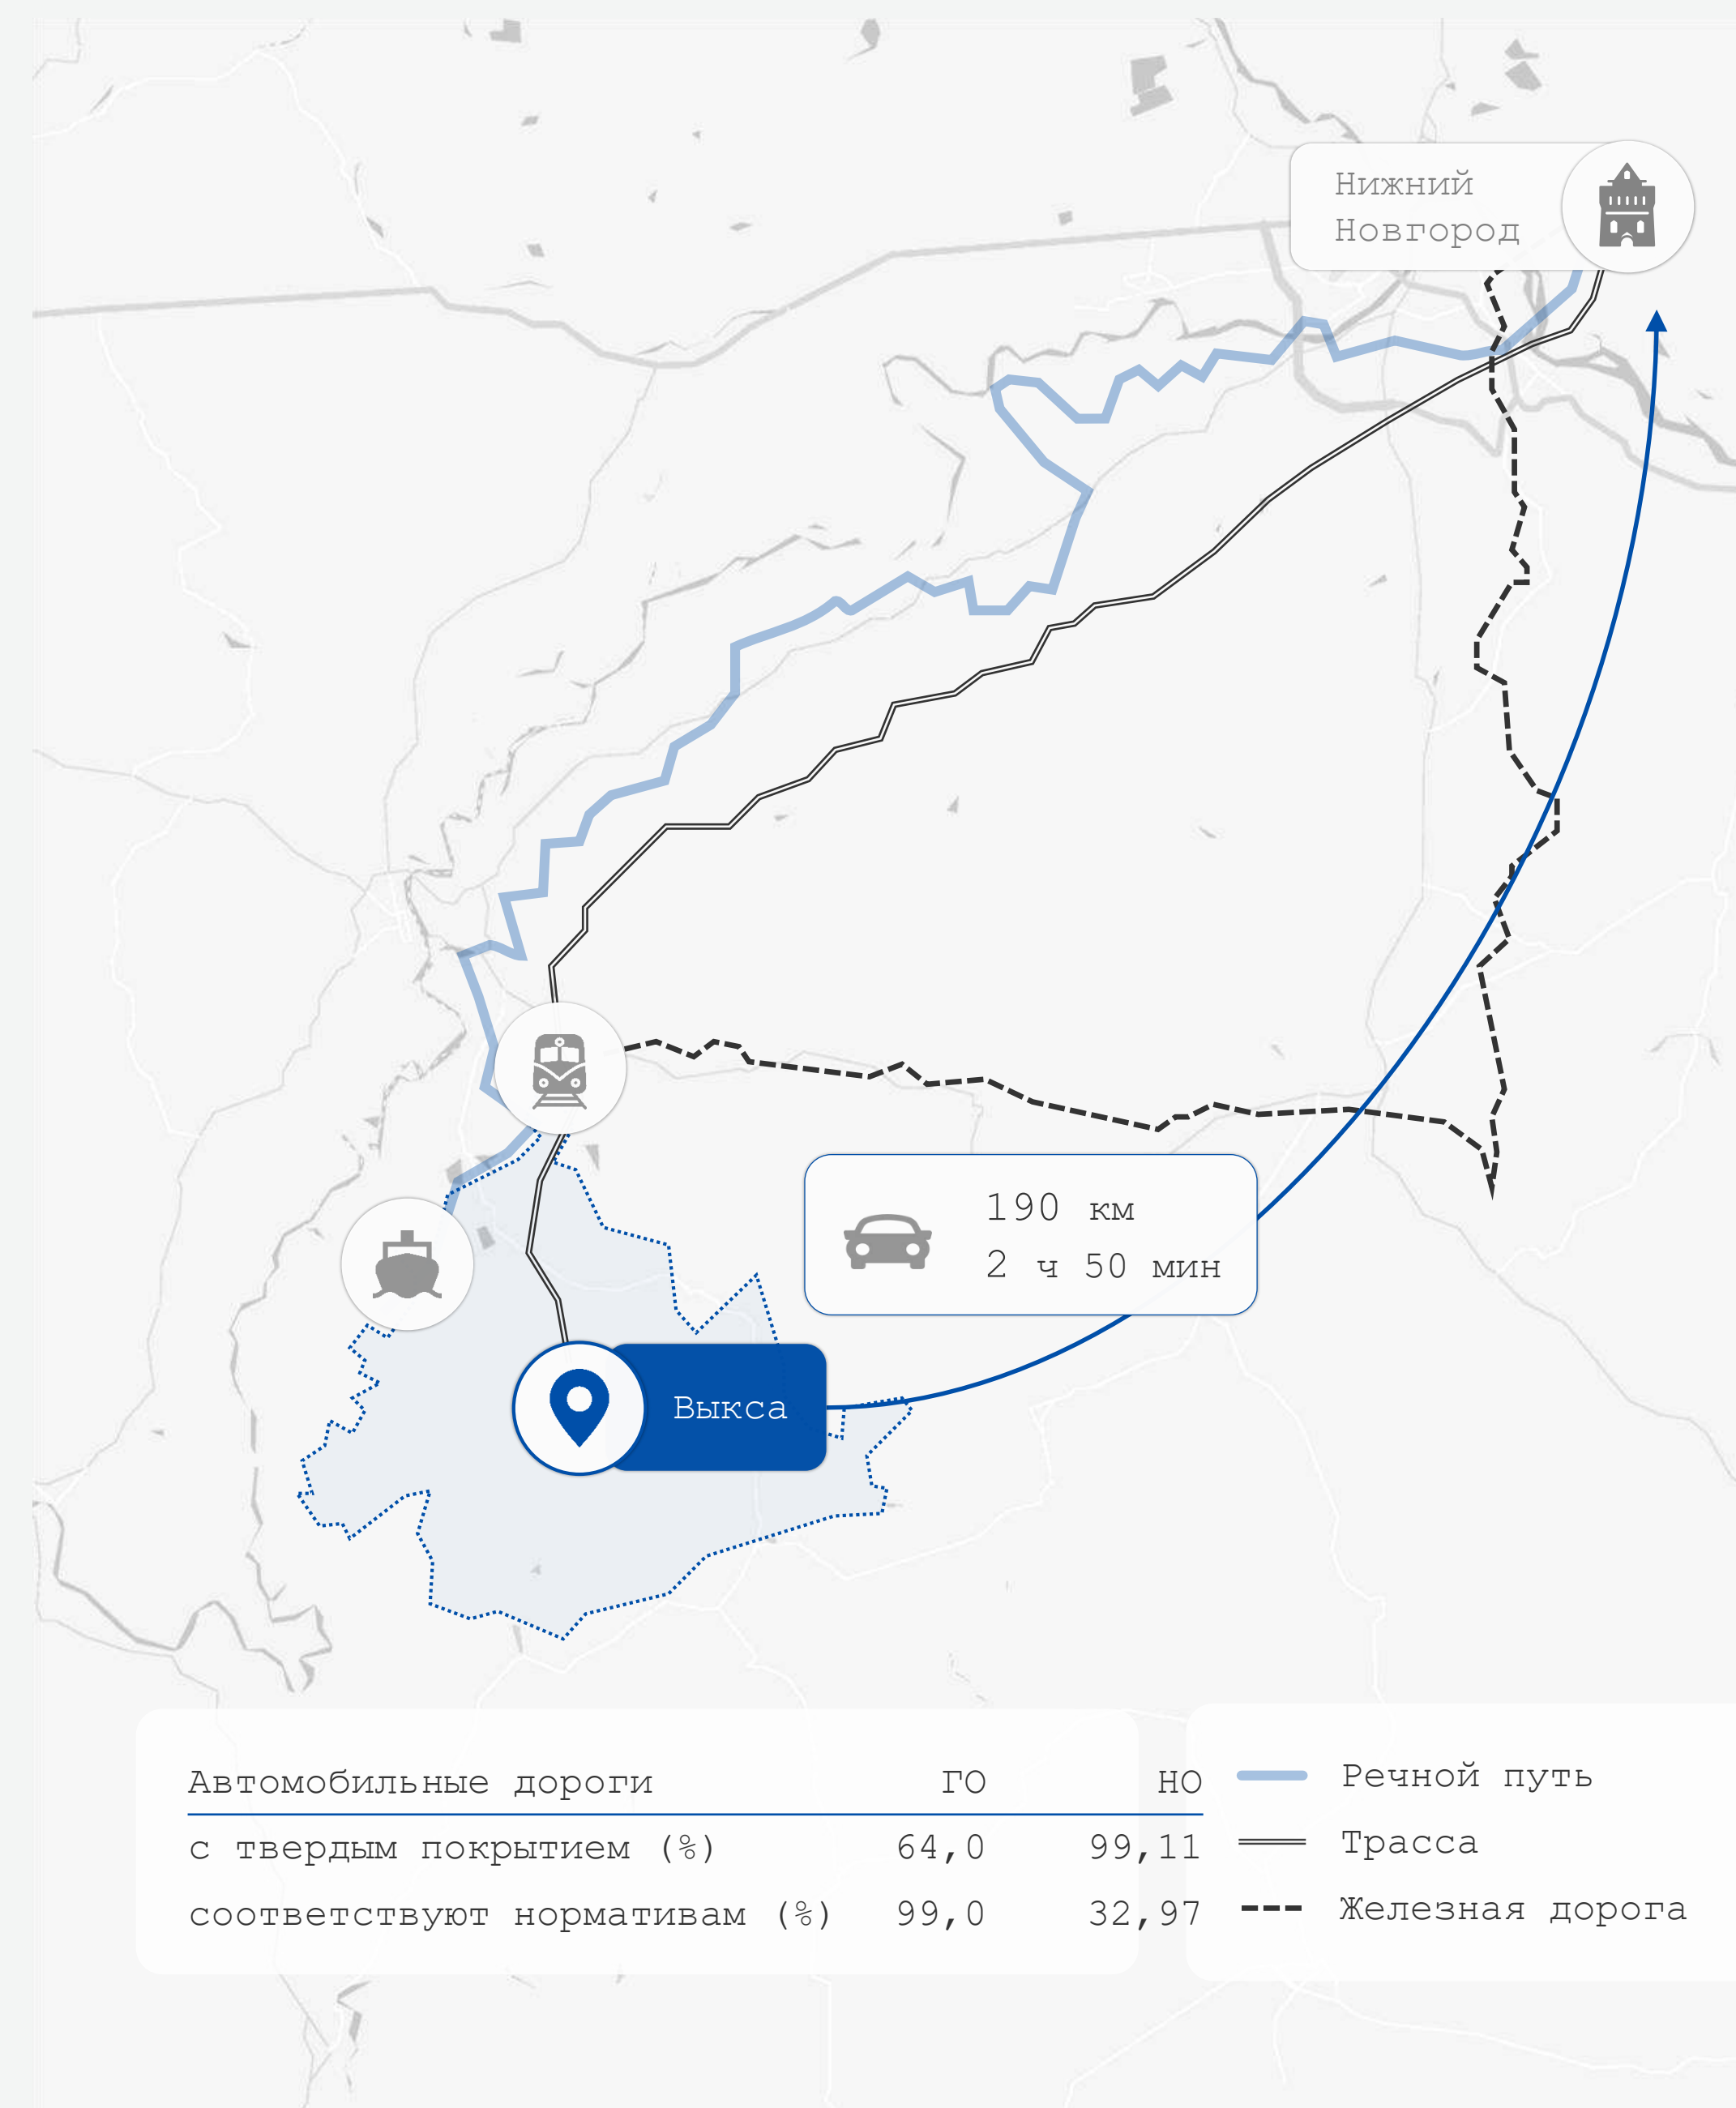 Нижний
Новгород
190 км
2 ч 50 мин
Выкса
Автомобильные дороги ГО НО
с твердым покрытием (%) 64,0 99,11
соответствуют нормативам (%) 99,0 32,97
Речной путь
Трасса
Железная дорога